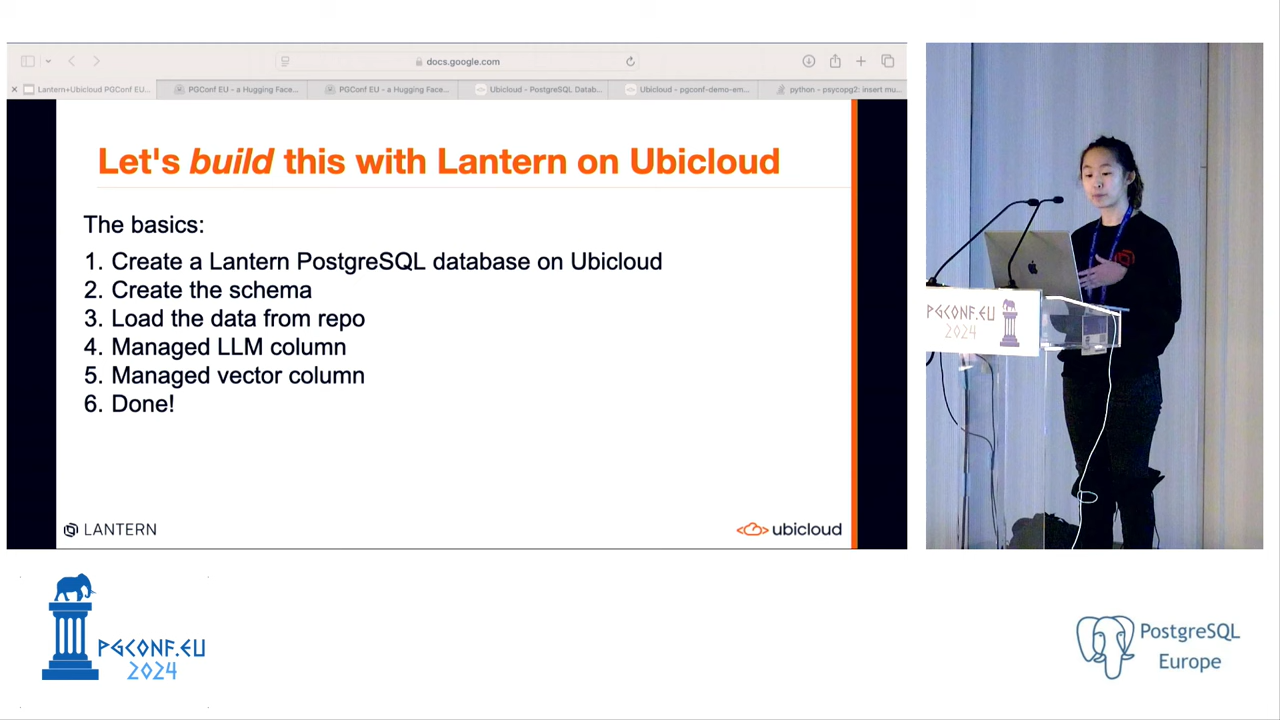 docs.google.com
Lantern+Ubicloud PGConf EU...
PGConf EU - a Hugging Face...
PGConf EU - a Hugging Face...
Ubicloud - PostgreSQL Datab...
Ubicloud - pgconf-demo-em...
python - psycopg2: insert mu...
Let's build this with Lantern on Ubicloud
The basics:
1. Create a Lantern PostgreSQL database on Ubicloud
2. Create the schema
3. Load the data from repo
4. Managed LLM column
5. Managed vector column
6. Done!
LANTERN
ubicloud
PGCONF.EU
2024
PGCONF.EU
2024
PostgreSQL
Europe